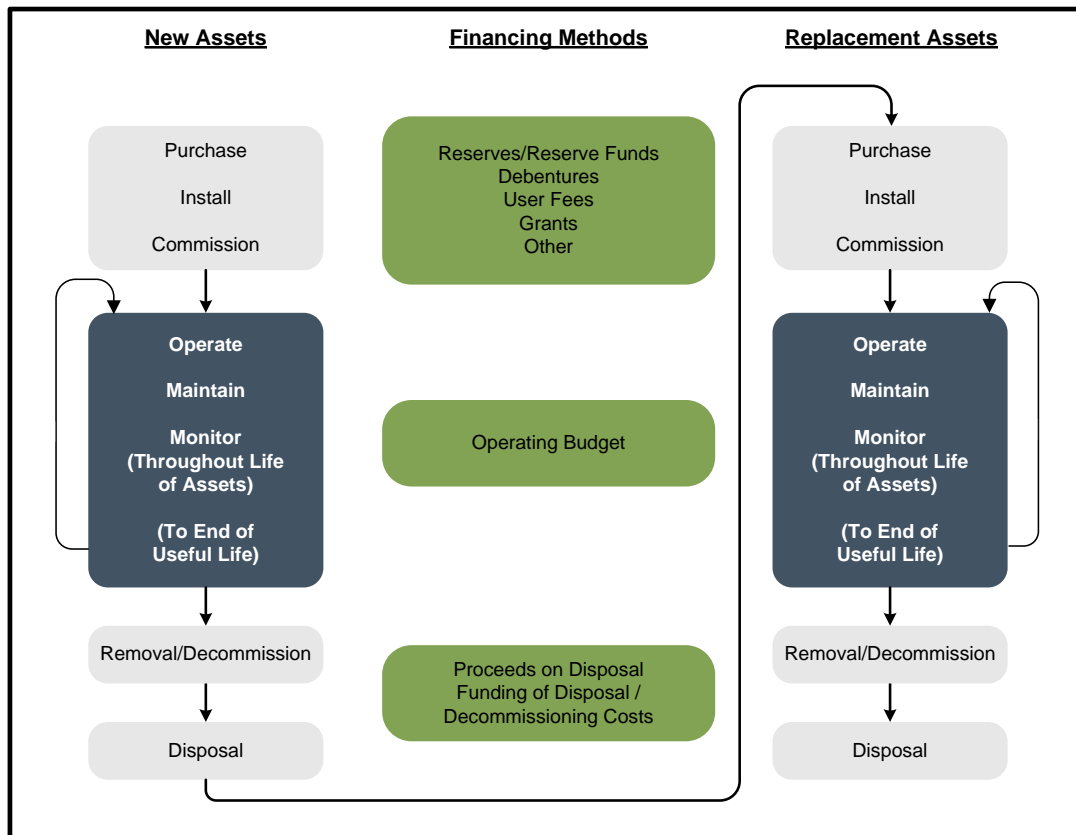 New Assets
Financing Methods
Replacement Assets
Purchase
Install
Commission
Operate
Maintain
Monitor
(Throughout Life
of Assets)
(To End of
Useful Life)
Removal/Decommission
Disposal
Reserves/Reserve Funds
Debentures
User Fees
Grants
Other
Operating Budget
Proceeds on Disposal
Funding of Disposal /
Decommissioning Costs
Purchase
Install
Commission
Operate
Maintain
Monitor
(Throughout Life
of Assets)
(To End of
Useful Life)
Removal/Decommission
Disposal